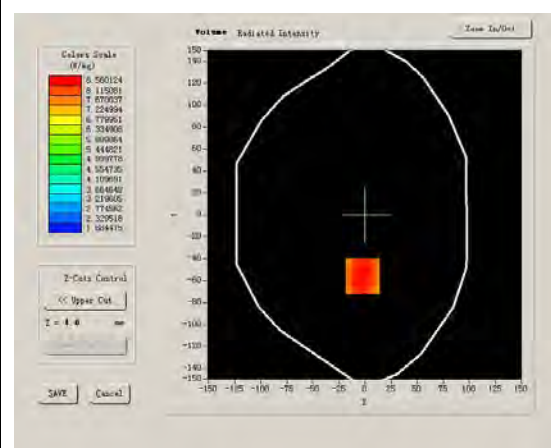 Volume Radiated Intensity
Zoom In/Out
Colors Scale
(W/kg)
8.560124
8.115081
7.670037
7.224994
6.779951
6.334908
5.889864
5.444821
4.999778
4.554735
4.109691
3.664648
3.219605
2.774562
2.329518
1.884475
150
140
120
100
80
60
40
20
0
-20
-40
-60
-80
-100
-120
-140
-150
Y
-150 -125 -100 -75 -50 -25 0 25 50 75 100 125 150
X
Z-Cuts Control
<< Upper Cut
Z = 4.0 mm
SAVE
Cancel